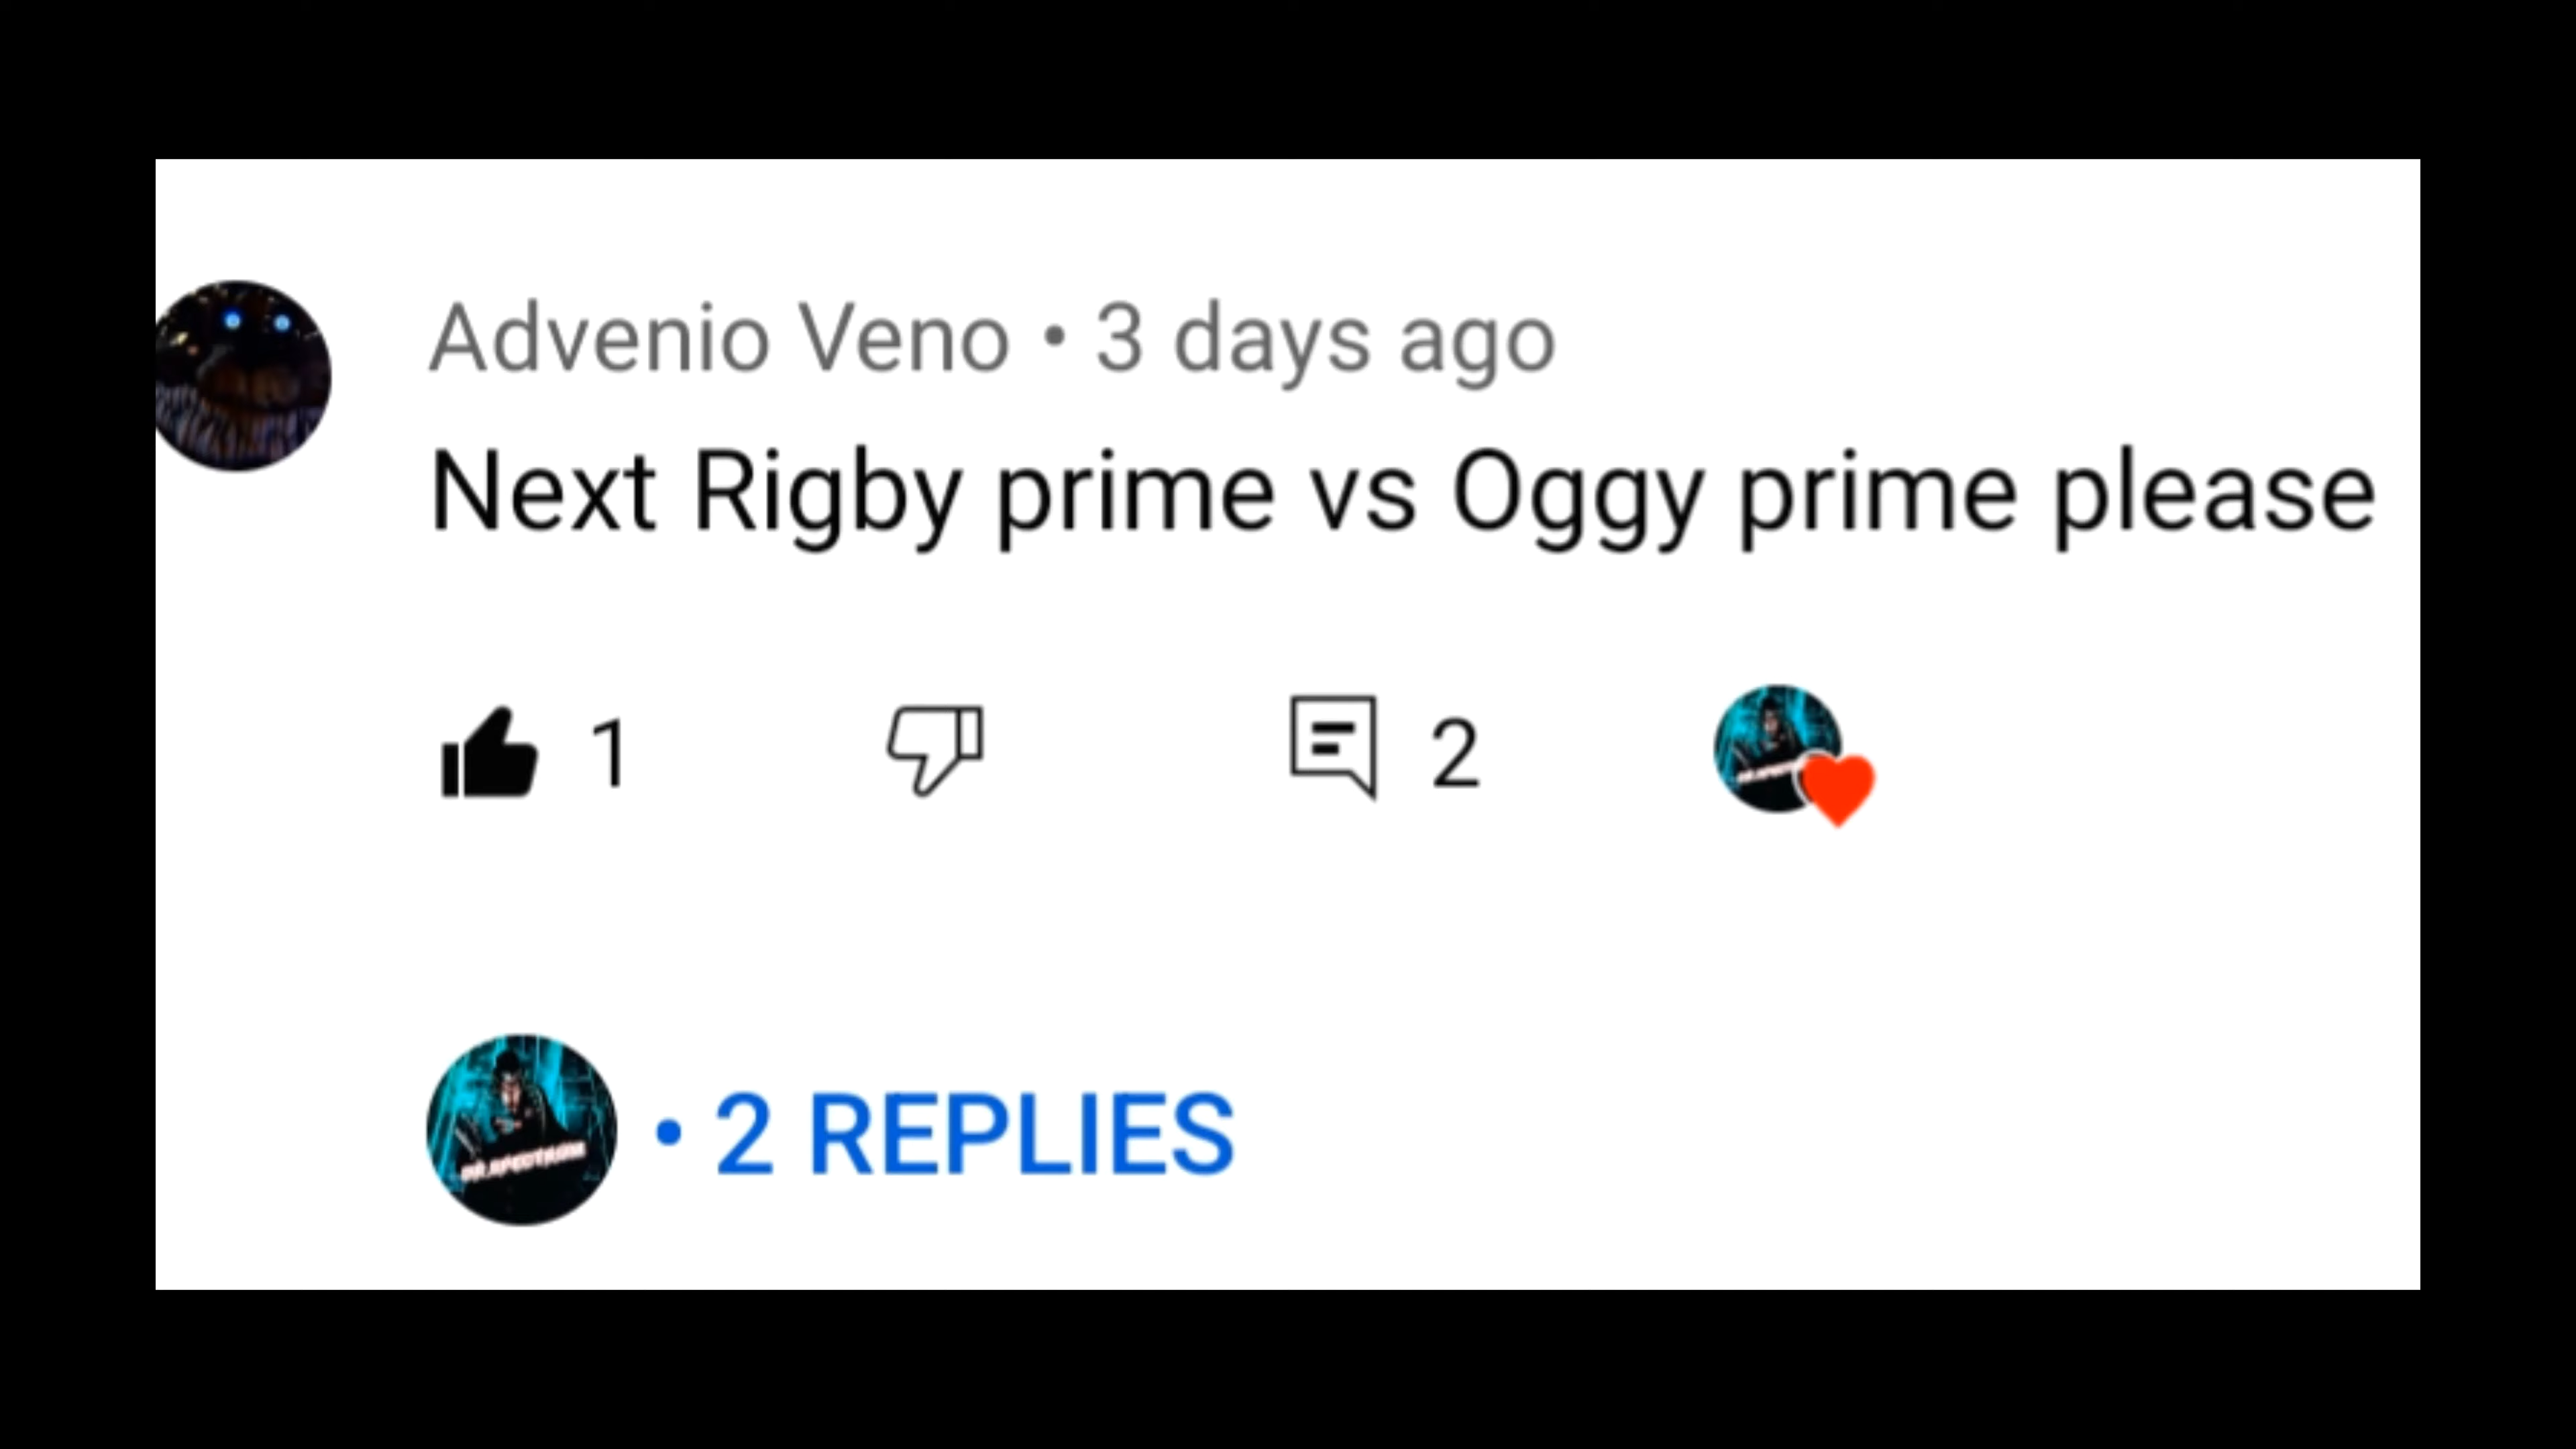 Advenio Veno • 3 days ago
Next Rigby prime vs Oggy prime please
1 2
• 2 REPLIES